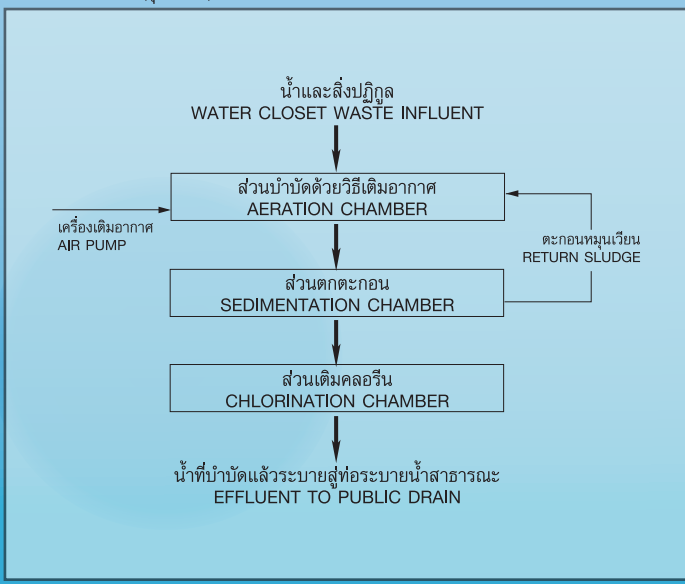 น้ำและสิ่งปฏิกูล
WATER CLOSET WASTE INFLUENT
ส่วนบำบัดด้วยวิธีเติมอากาศ
AERATION CHAMBER
เครื่องเติมอากาศ
AIR PUMP
ตะกอนหมุนเวียน
RETURN SLUDGE
ส่วนตกตะกอน
SEDIMENTATION CHAMBER
ส่วนเติมคลอรีน
CHLORINATION CHAMBER
น้ำที่บำบัดแล้วระบายสู่ท่อระบายน้ำสาธารณะ
EFFLUENT TO PUBLIC DRAIN